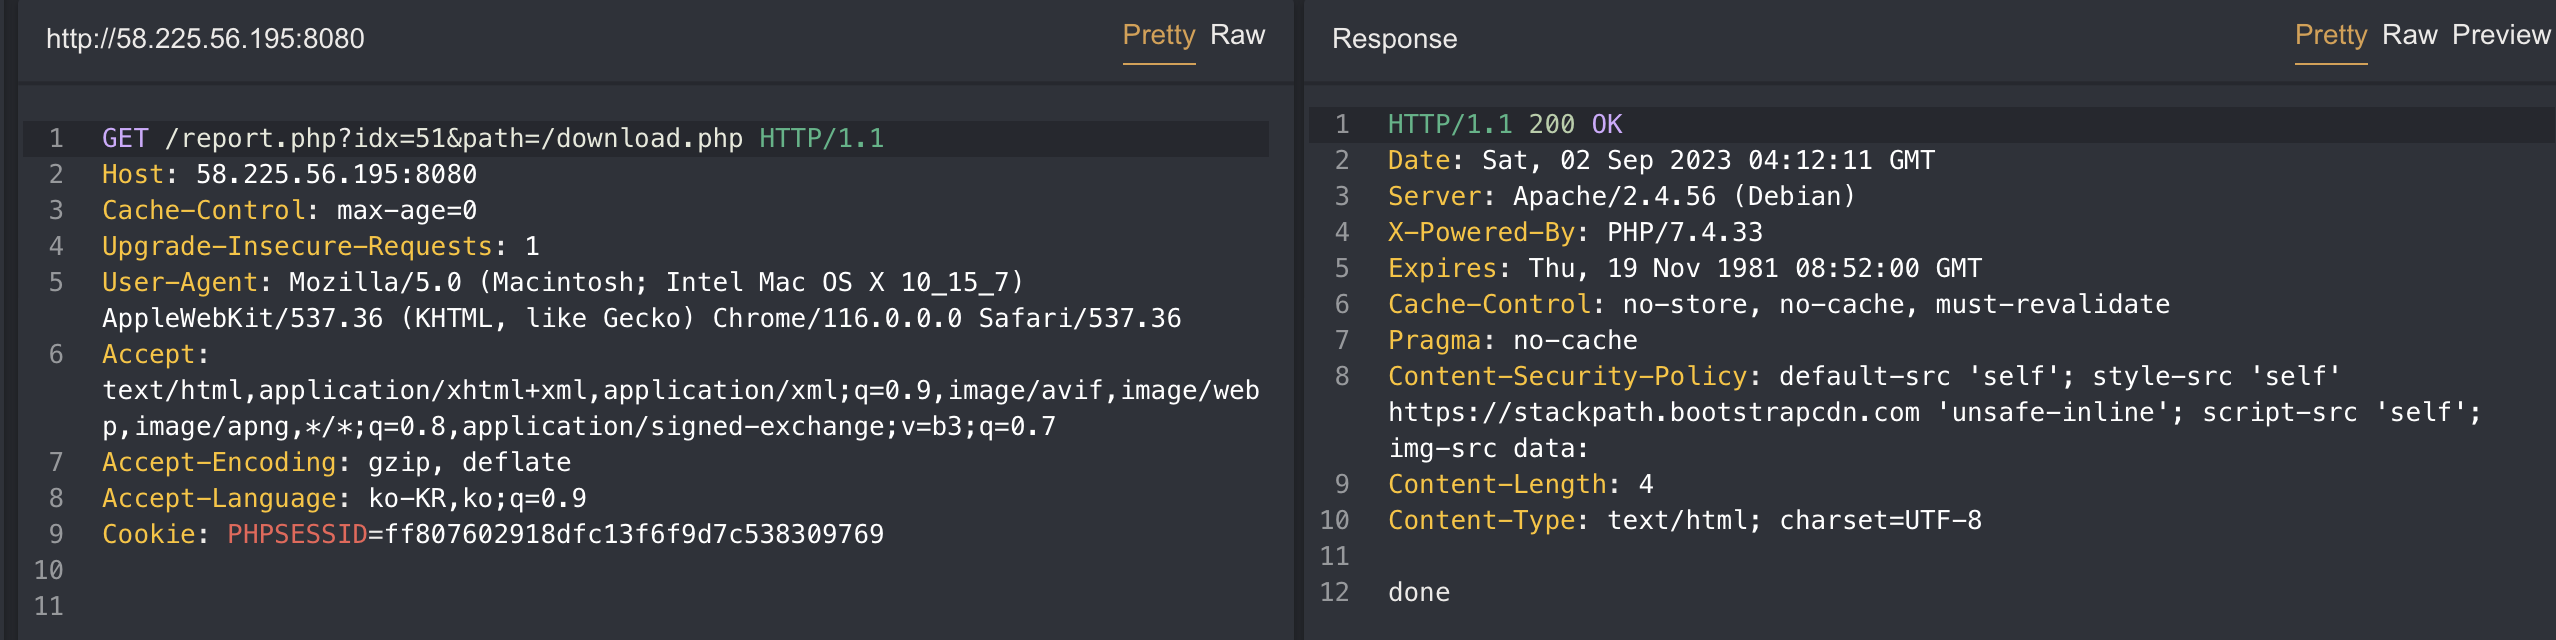 http://58.225.56.195:8080
Pretty Raw
1 GET /report.php?idx=51&path=/download.php HTTP/1.1
2 Host: 58.225.56.195:8080
3 Cache-Control: max-age=0
4 Upgrade-Insecure-Requests: 1
5 User-Agent: Mozilla/5.0 (Macintosh; Intel Mac OS X 10_15_7)
AppleWebKit/537.36 (KHTML, like Gecko) Chrome/116.0.0.0 Safari/537.36
6 Accept:
text/html,application/xhtml+xml,application/xml;q=0.9,image/avif,image/web
p,image/apng,*/*;q=0.8,application/signed-exchange;v=b3;q=0.7
7 Accept-Encoding: gzip, deflate
8 Accept-Language: ko-KR,ko;q=0.9
9 Cookie: PHPSESSID=ff807602918dfc13f6f9d7c538309769
10
11
Response
Pretty Raw Preview
1 HTTP/1.1 200 OK
2 Date: Sat, 02 Sep 2023 04:12:11 GMT
3 Server: Apache/2.4.56 (Debian)
4 X-Powered-By: PHP/7.4.33
5 Expires: Thu, 19 Nov 1981 08:52:00 GMT
6 Cache-Control: no-store, no-cache, must-revalidate
7 Pragma: no-cache
8 Content-Security-Policy: default-src 'self'; style-src 'self'
https://stackpath.bootstrapcdn.com 'unsafe-inline'; script-src 'self';
img-src data:
9 Content-Length: 4
10 Content-Type: text/html; charset=UTF-8
11
12 done